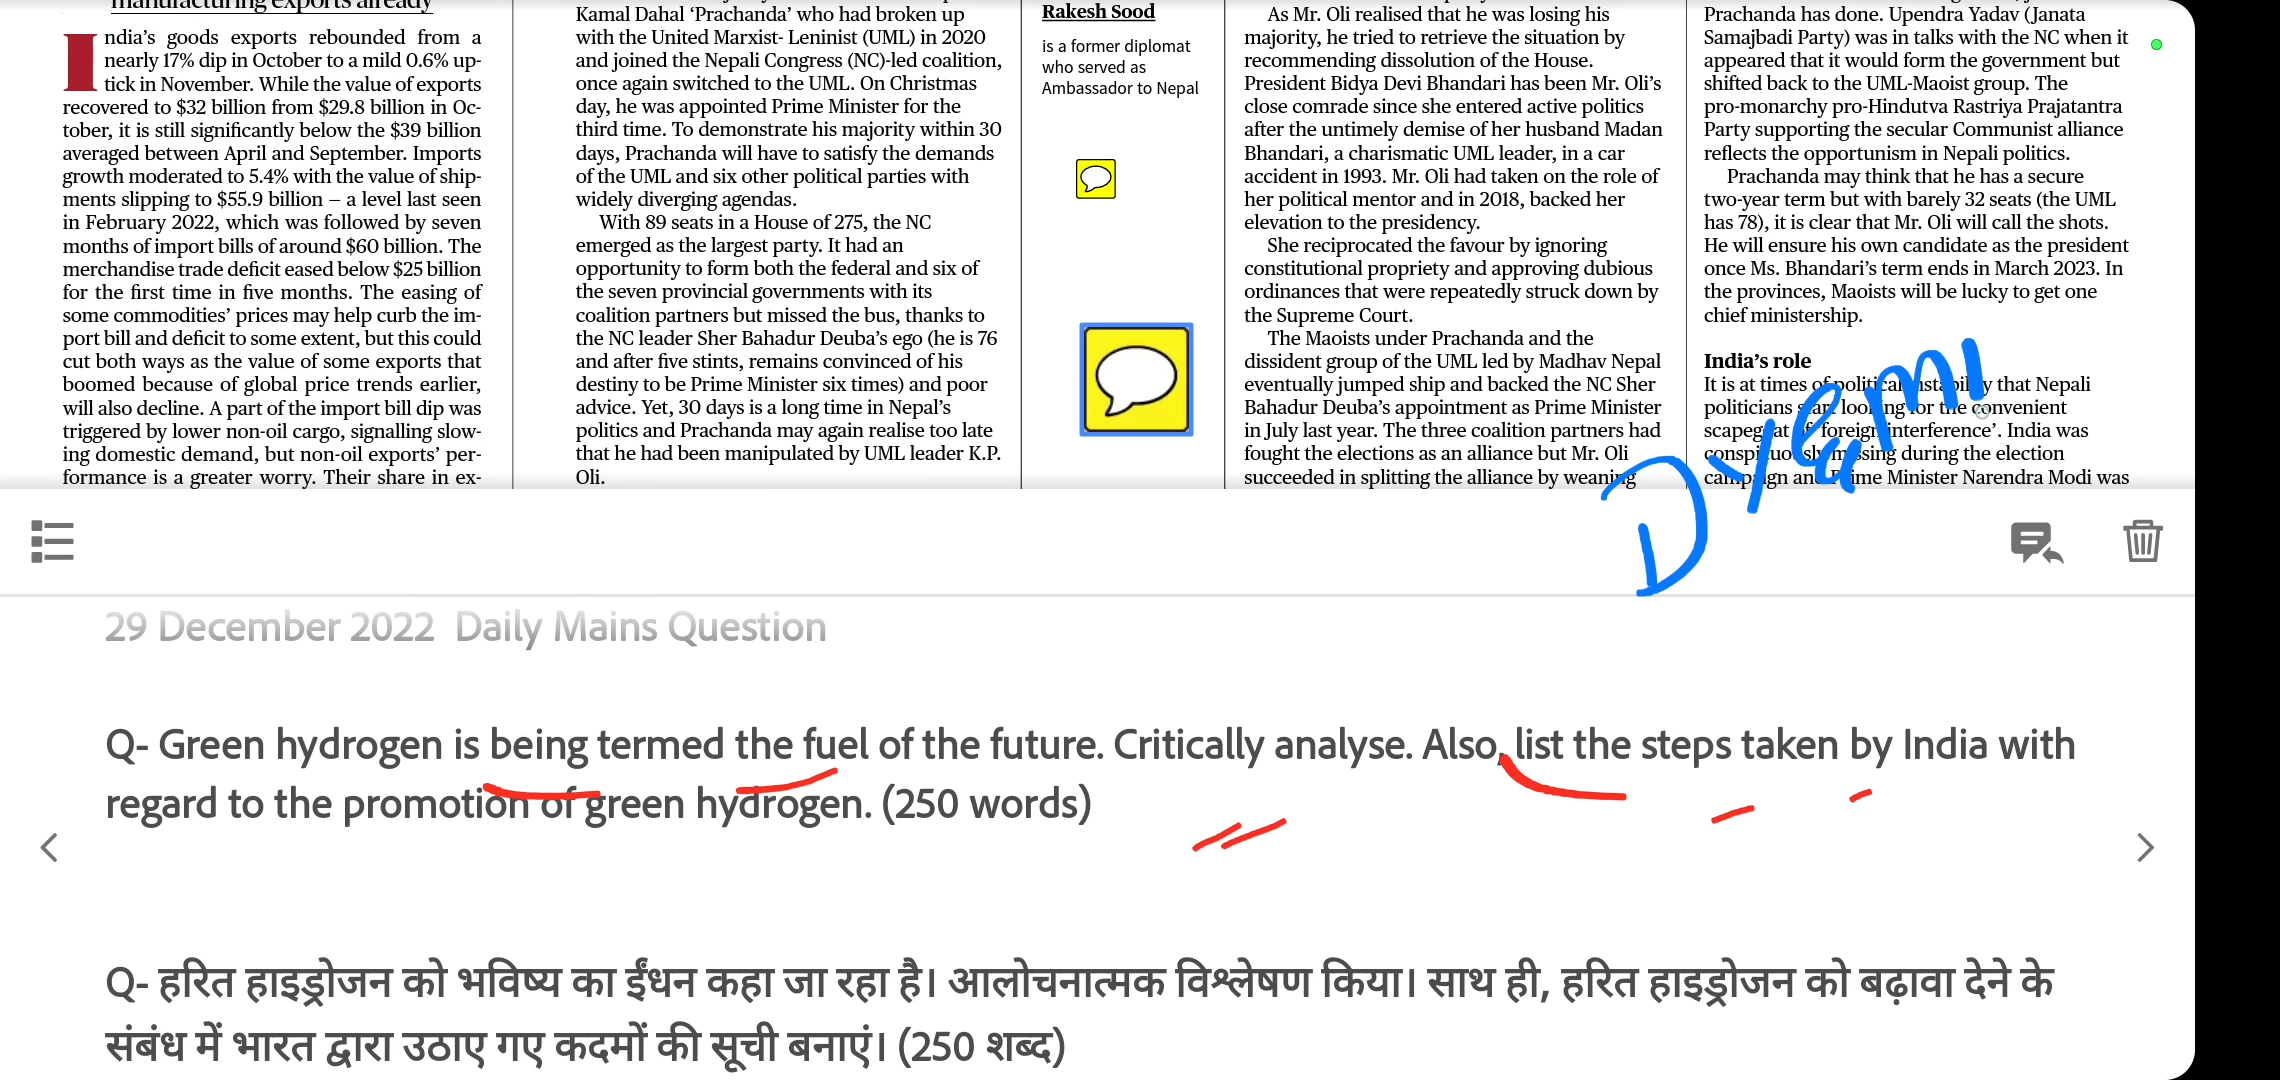 manufacturing exports already
India's goods exports rebounded from a
nearly 17% dip in October to a mild 0.6% up-
tick in November. While the value of exports
recovered to $32 billion from $29.8 billion in Oc-
tober, it is still significantly below the $39 billion
averaged between April and September. Imports
growth moderated to 5.4% with the value of ship-
ments slipping to $55.9 billion – a level last seen
in February 2022, which was followed by seven
months of import bills of around $60 billion. The
merchandise trade deficit eased below $25 billion
for the first time in five months. The easing of
some commodities' prices may help curb the im-
port bill and deficit to some extent, but this could
cut both ways as the value of some exports that
boomed because of global price trends earlier,
will also decline. A part of the import bill dip was
triggered by lower non-oil cargo, signalling slow-
ing domestic demand, but non-oil exports' per-
formance is a greater worry. Their share in ex-
Kamal Dahal 'Prachanda' who had broken up
with the United Marxist- Leninist (UML) in 2020
and joined the Nepali Congress (NC)-led coalition,
once again switched to the UML. On Christmas
day, he was appointed Prime Minister for the
third time. To demonstrate his majority within 30
days, Prachanda will have to satisfy the demands
of the UML and six other political parties with
widely diverging agendas.
With 89 seats in a House of 275, the NC
emerged as the largest party. It had an
opportunity to form both the federal and six of
the seven provincial governments with its
coalition partners but missed the bus, thanks to
the NC leader Sher Bahadur Deuba's ego (he is 76
and after five stints, remains convinced of his
destiny to be Prime Minister six times) and poor
advice. Yet, 30 days is a long time in Nepal's
politics and Prachanda may again realise too late
that he had been manipulated by UML leader K.P.
Oli.
Rakesh Sood
is a former diplomat
who served as
Ambassador to Nepal
As Mr. Oli realised that he was losing his
majority, he tried to retrieve the situation by
recommending dissolution of the House.
President Bidya Devi Bhandari has been Mr. Oli's
close comrade since she entered active politics
after the untimely demise of her husband Madan
Bhandari, a charismatic UML leader, in a car
accident in 1993. Mr. Oli had taken on the role of
her political mentor and in 2018, backed her
elevation to the presidency.
She reciprocated the favour by ignoring
constitutional propriety and approving dubious
ordinances that were repeatedly struck down by
the Supreme Court.
The Maoists under Prachanda and the
dissident group of the UML led by Madhav Nepal
eventually jumped ship and backed the NC Sher
Bahadur Deuba's appointment as Prime Minister
in July last year. The three coalition partners had
fought the elections as an alliance but Mr. Oli
succeeded in splitting the alliance by weaning
Prachanda has done. Upendra Yadav (Janata
Samajbadi Party) was in talks with the NC when it
appeared that it would form the government but
shifted back to the UML-Maoist group. The
pro-monarchy pro-Hindutva Rastriya Prajatantra
Party supporting the secular Communist alliance
reflects the opportunism in Nepali politics.
Prachanda may think that he has a secure
two-year term but with barely 32 seats (the UML
has 78), it is clear that Mr. Oli will call the shots.
He will ensure his own candidate as the president
once Ms. Bhandari's term ends in March 2023. In
the provinces, Maoists will be lucky to get one
chief ministership.
India's role
It is at times of political instability that Nepali
politicians start looking for the convenient
scapegoat of 'foreign interference'. India was
conspicuously missing during the election
campaign and Prime Minister Narendra Modi was
29 December 2022 Daily Mains Question
Q- Green hydrogen is being termed the fuel of the future. Critically analyse. Also, list the steps taken by India with
regard to the promotion of green hydrogen. (250 words)
Q- हरित हाइड्रोजन को भविष्य का ईंधन कहा जा रहा है। आलोचनात्मक विश्लेषण किया। साथ ही, हरित हाइड्रोजन को बढ़ावा देने के
संबंध में भारत द्वारा उठाए गए कदमों की सूची बनाएं। (250 शब्द)